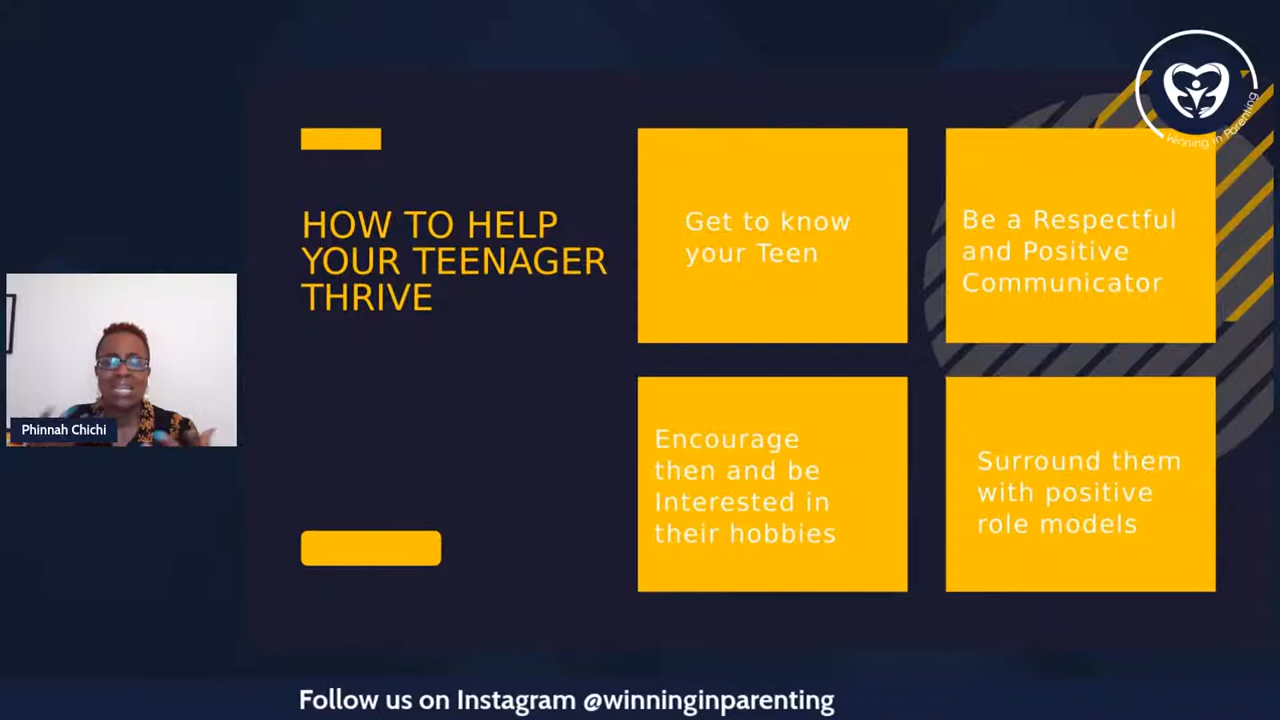 Winning in Parenting
HOW TO HELP
YOUR TEENAGER
THRIVE
Get to know
your Teen
Be a Respectful
and Positive
Communicator
Encourage
then and be
Interested in
their hobbies
Surround them
with positive
role models
Phinnah Chichi
Follow us on Instagram @winninginparenting